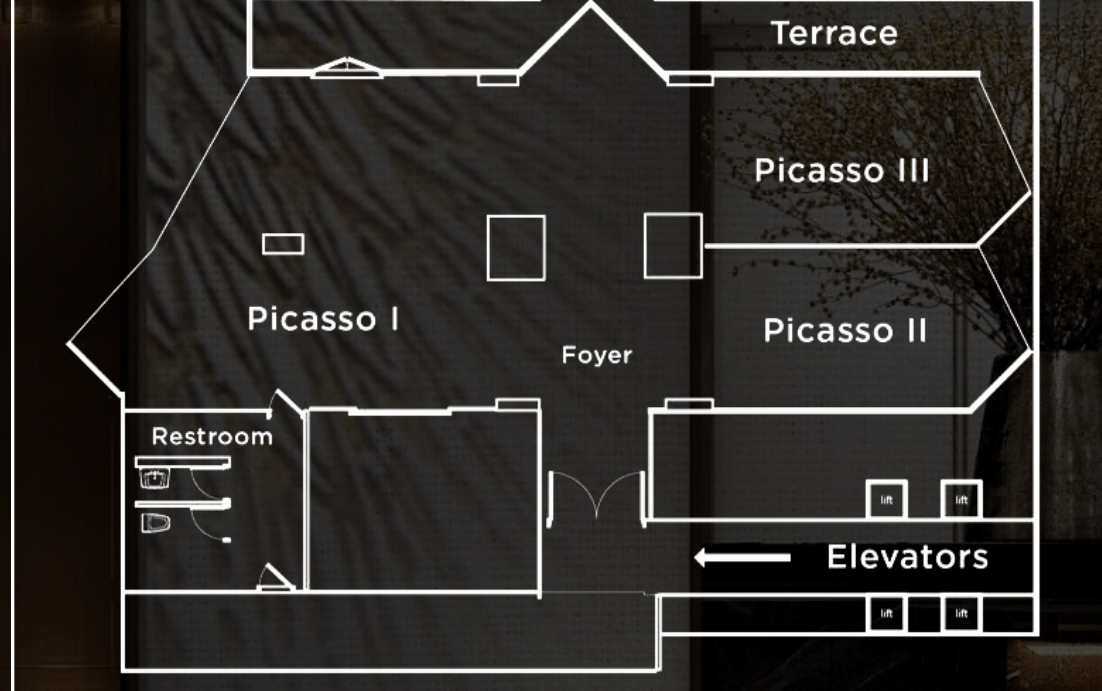 Terrace
Picasso III
Picasso I
Picasso II
Foyer
Restroom
lift
lift
Elevators
lift
lift